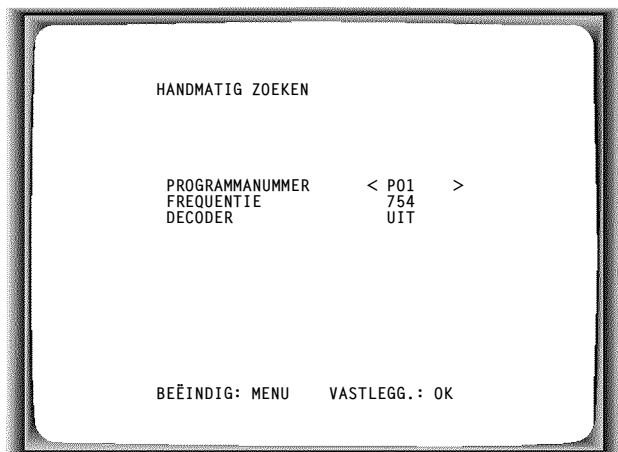 HANDMATIG ZOEKEN
PROGRAMMANUMMER < P01 >
FREQUENTIE 754
DECODER UIT
BEËINDIG: MENU VASTLEGG.: OK